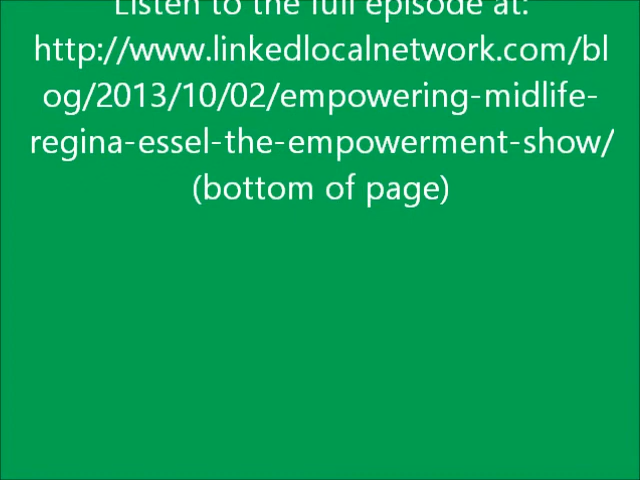 Listen to the full episode at:
http://www.linkedlocalnetwork.com/bl
og/2013/10/02/empowering-midlife-
regina-essel-the-empowerment-show/
(bottom of page)